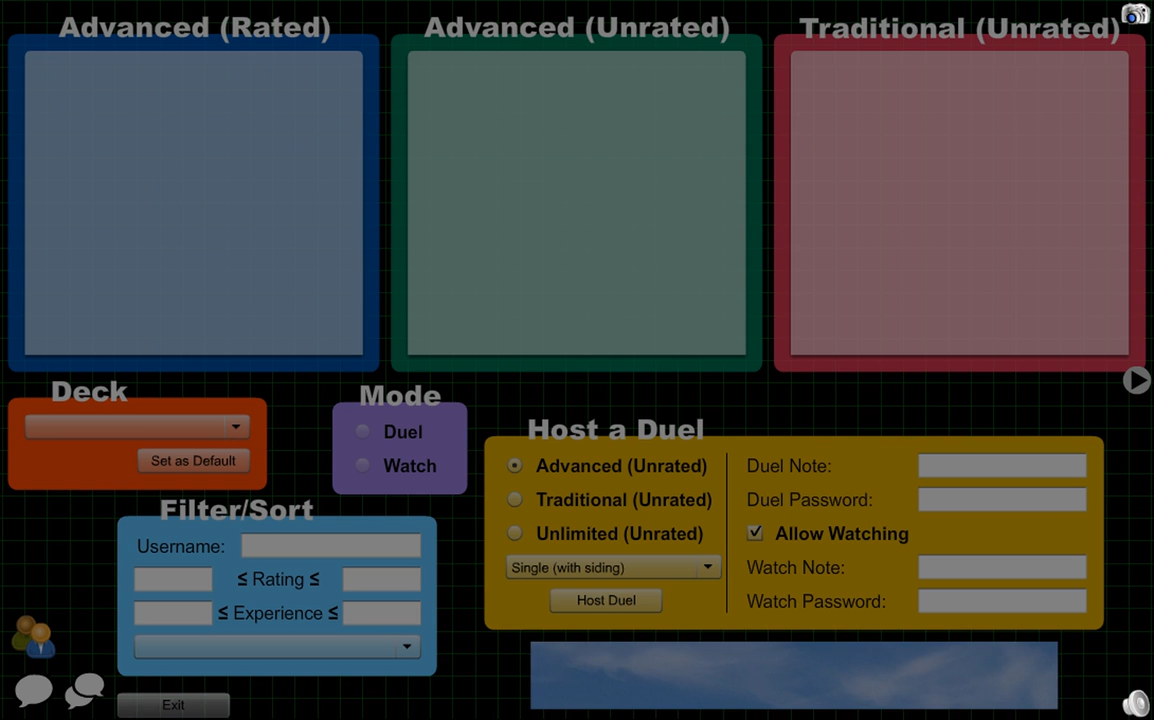 Advanced (Rated)
Advanced (Unrated)
Traditional (Unrated)
Deck
Set as Default
Mode
Duel
Watch
Filter/Sort
Username:
≤ Rating ≤
≤ Experience ≤
Exit
Host a Duel
Advanced (Unrated)
Traditional (Unrated)
Unlimited (Unrated)
Single (with siding)
Host Duel
Duel Note:
Duel Password:
Allow Watching
Watch Note:
Watch Password: